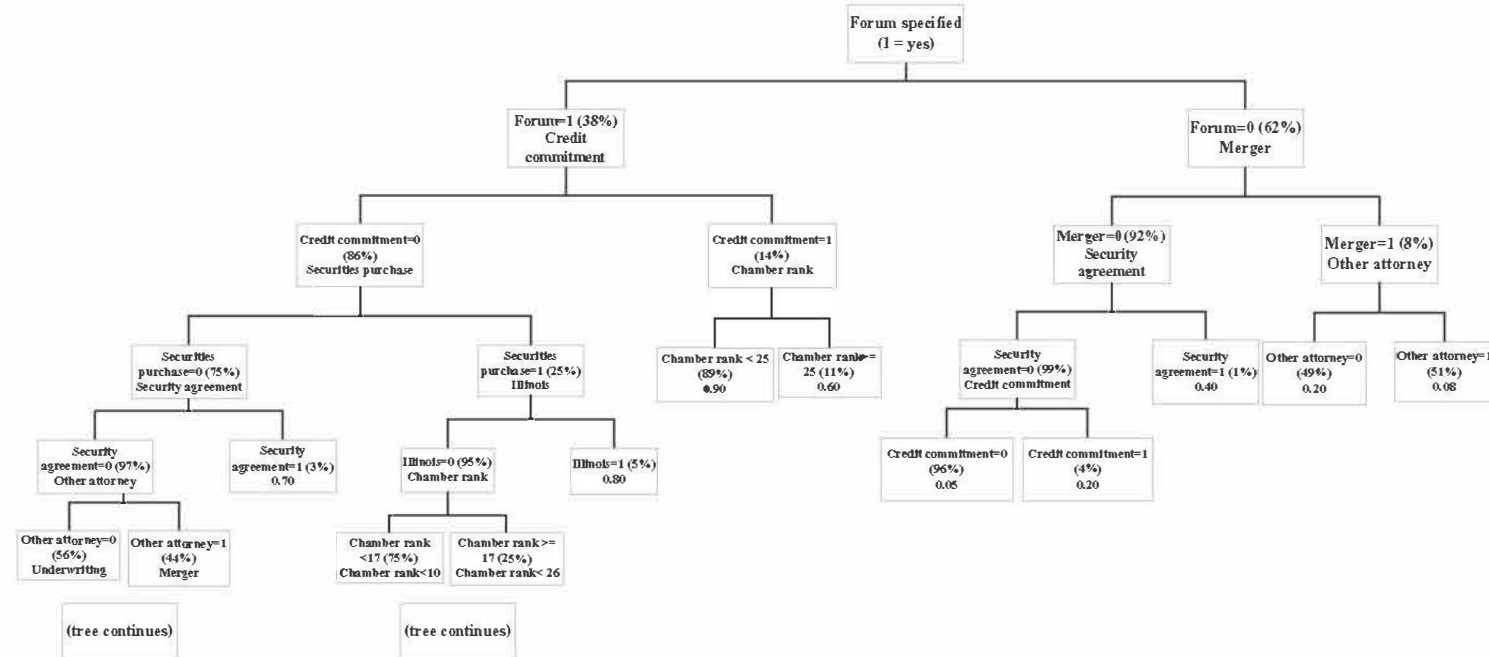 Forum specified
(1 = yes)
Forum=1 (38%)
Credit
commitment
Forum=0 (62%)
Merger
Credit commitment=0
(86%)
Securities purchase
Credit commitment=1
(14%)
Chamber rank
Merger=0 (92%)
Security
agreement
Merger=1 (8%)
Other attorney
Securities
purchase=0 (75%)
Security agreement
Securities
purchase=1 (25%)
Illinois
Chamber rank < 25
(89%)
0.90
Chamber rank>=
25 (11%)
0.60
Security
agreement=0 (99%)
Credit commitment
Security
agreement=1 (1%)
0.40
Other attorney=0
(49%)
0.20
Other attorney=1
(51%)
0.08
Security
agreement=0 (97%)
Other attorney
Security
agreement=1 (3%)
0.70
Illinois=0 (95%)
Chamber rank
Illinois=1 (5%)
0.80
Credit commitment=0
(96%)
0.05
Credit commitment=1
(4%)
0.20
Other attorney=0
(56%)
Underwriting
Other attorney=1
(44%)
Merger
Chamber rank
<17 (75%)
Chamber rank<10
Chamber rank >=
17 (25%)
Chamber rank< 26
(tree continues)
(tree continues)